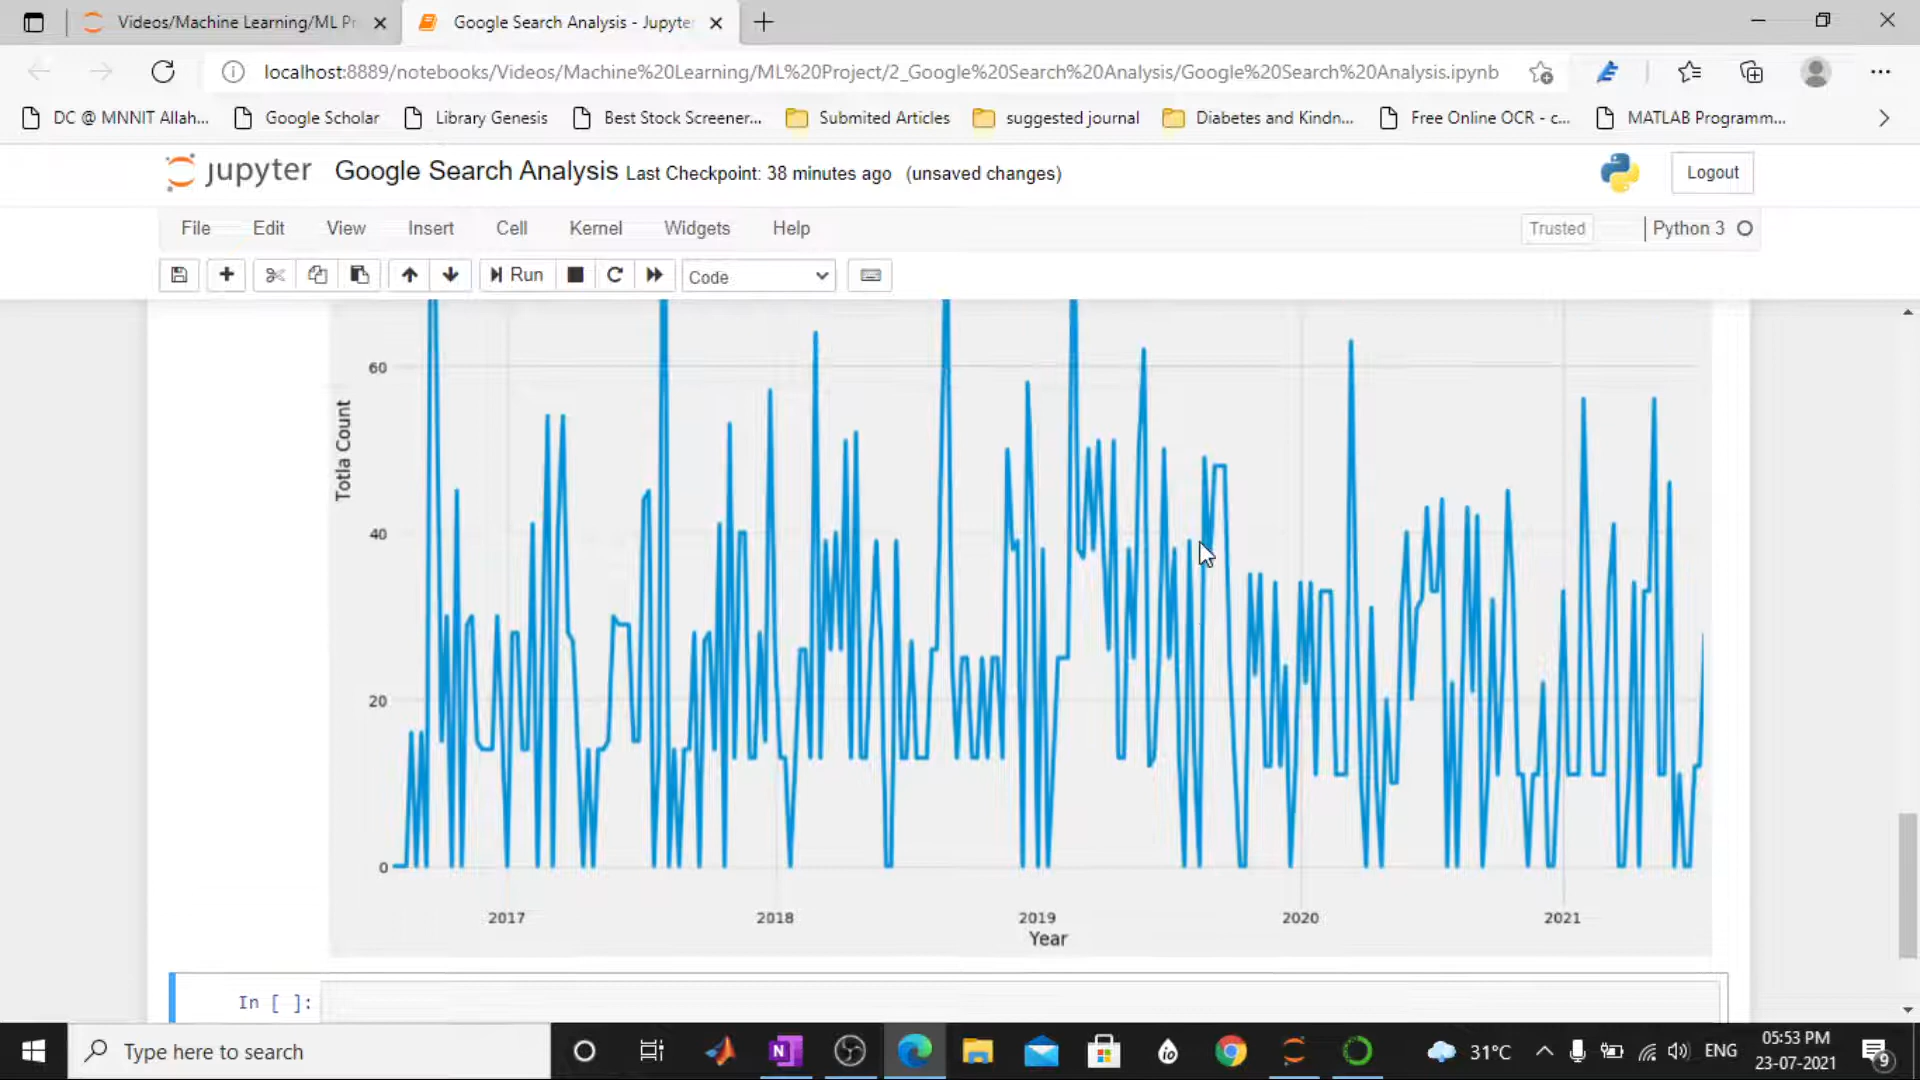 Videos/Machine Learning/ML Pr
Google Search Analysis - Jupyte
localhost:8889/notebooks/Videos/Machine%20Learning/ML%20Project/2_Google%20Search%20Analysis/Google%20Search%20Analysis.ipynb
DC @ MNNIT Allah...
Google Scholar
Library Genesis
Best Stock Screener...
Submited Articles
suggested journal
Diabetes and Kindn...
Free Online OCR - c...
MATLAB Programm...
jupyter Google Search Analysis Last Checkpoint: 38 minutes ago (unsaved changes)
Logout
File
Edit
View
Insert
Cell
Kernel
Widgets
Help
Trusted
Python 3
Run
Code
60
40
20
0
Totla Count
2017
2018
2019
2020
2021
Year
In [ ]:
Type here to search
N
io
31°C
ENG
05:53 PM
23-07-2021
9